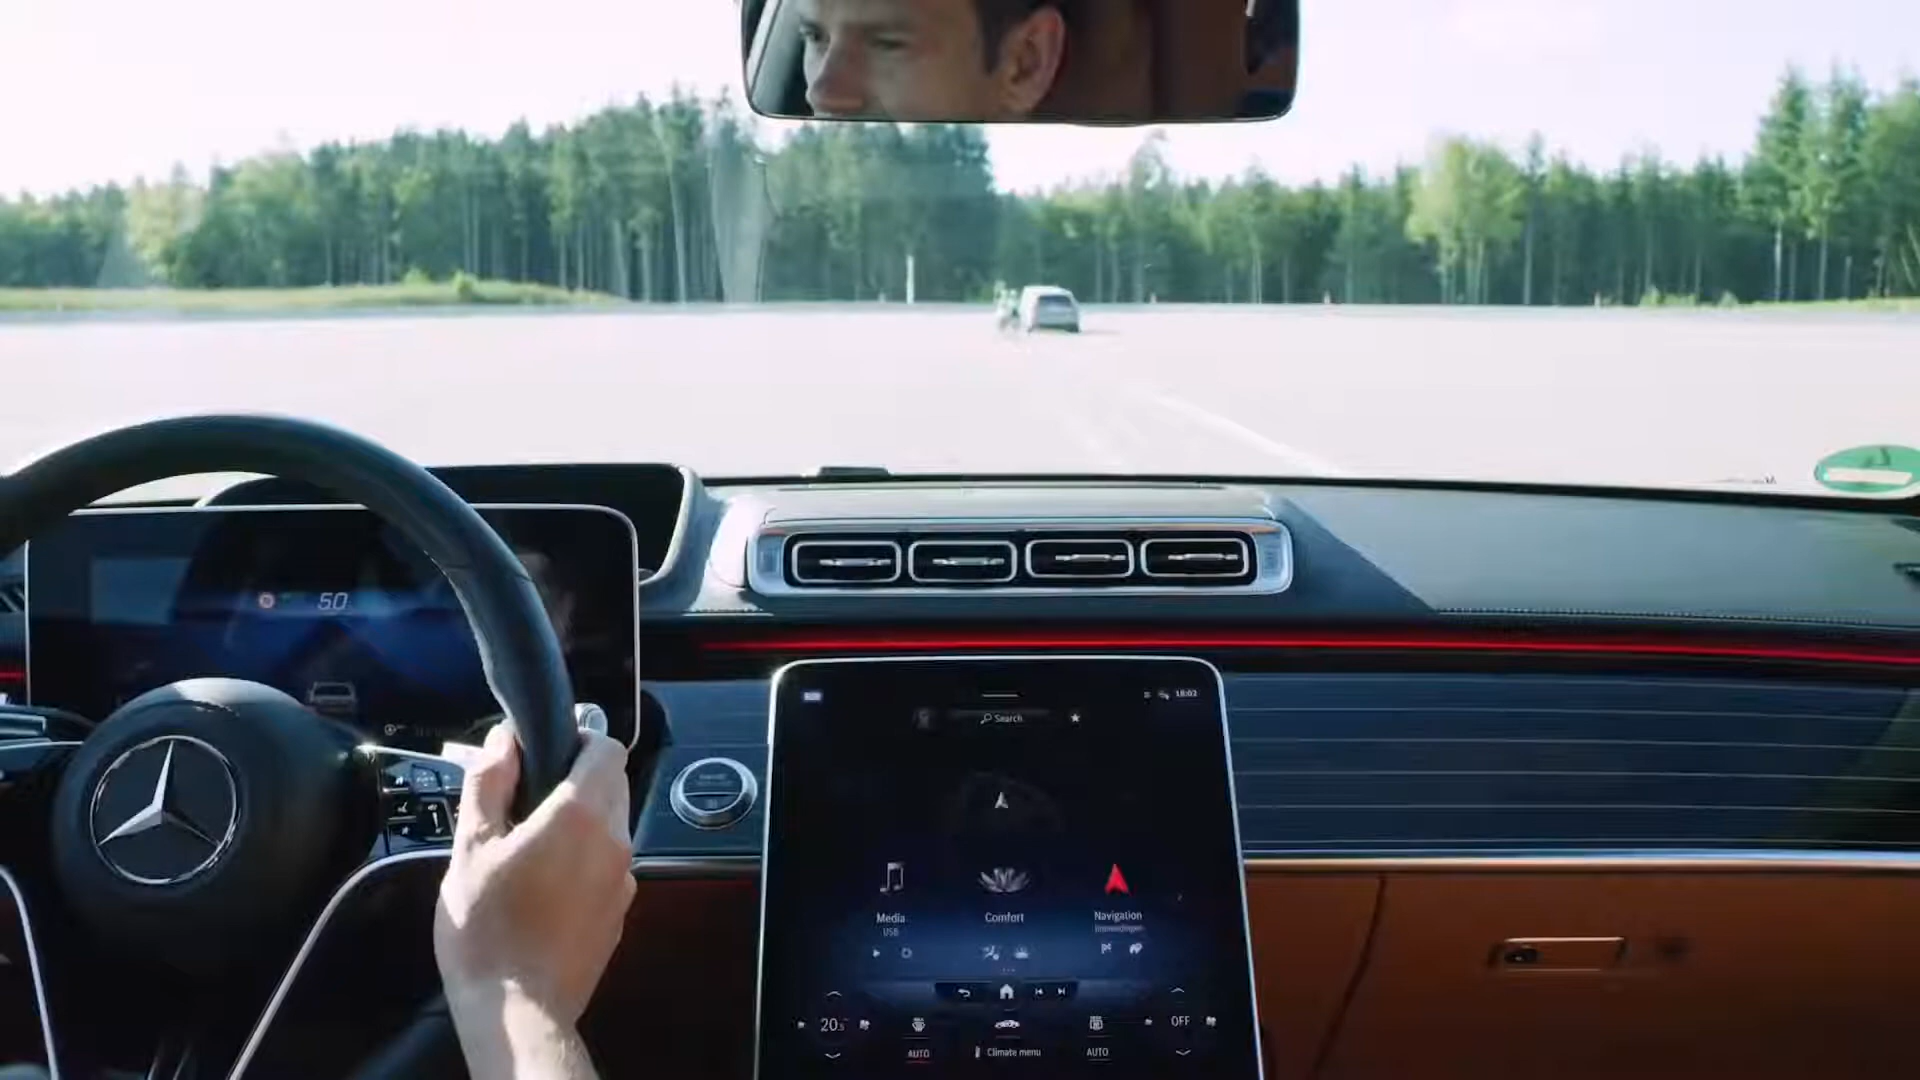 50
18:02
Search
Media
USB
Comfort
Navigation
20.5
OFF
AUTO
Climate menu
AUTO